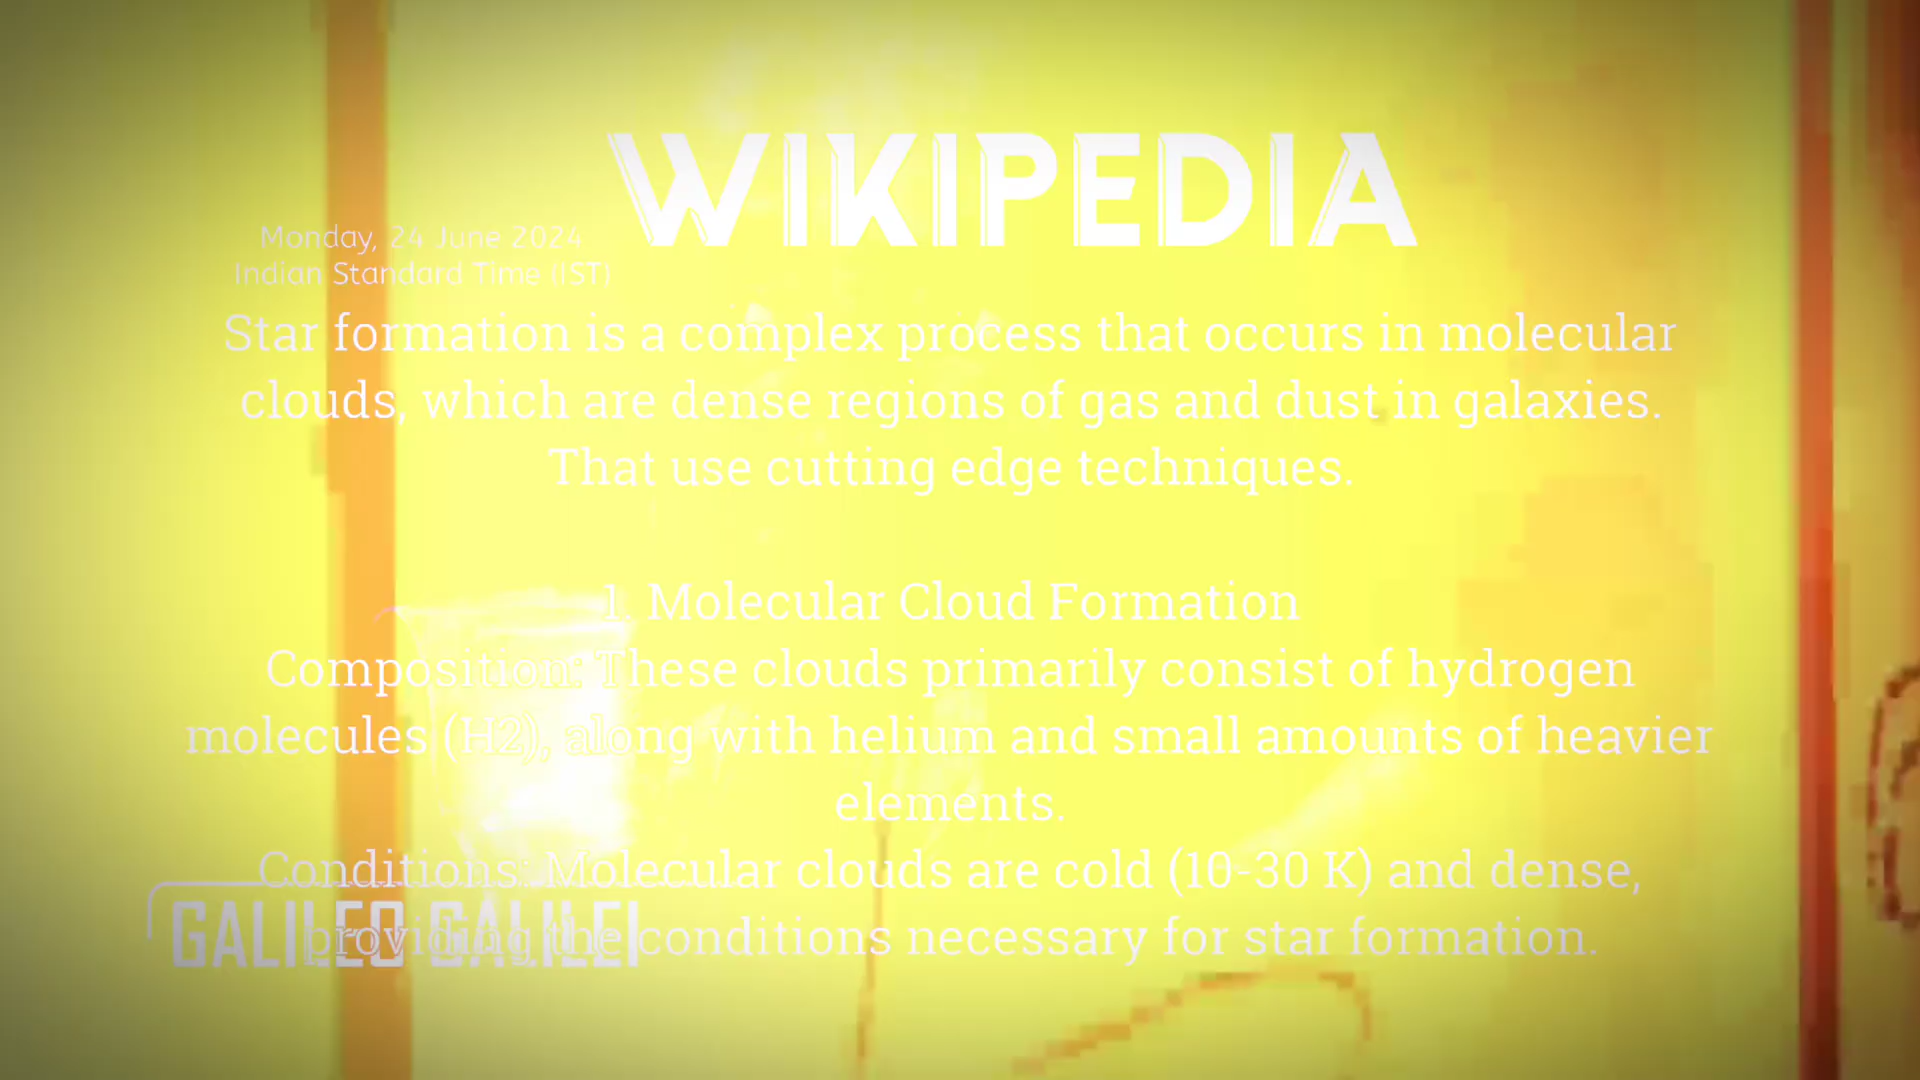 WIKIPEDIA
Monday, 24 June 2024
Indian Standard Time (IST)
Star formation is a complex process that occurs in molecular
clouds, which are dense regions of gas and dust in galaxies.
That use cutting edge techniques.
1. Molecular Cloud Formation
Composition: These clouds primarily consist of hydrogen
molecules (H2), along with helium and small amounts of heavier
elements.
Conditions: Molecular clouds are cold (10-30 K) and dense,
providing the conditions necessary for star formation.
GALILEO GALILEI